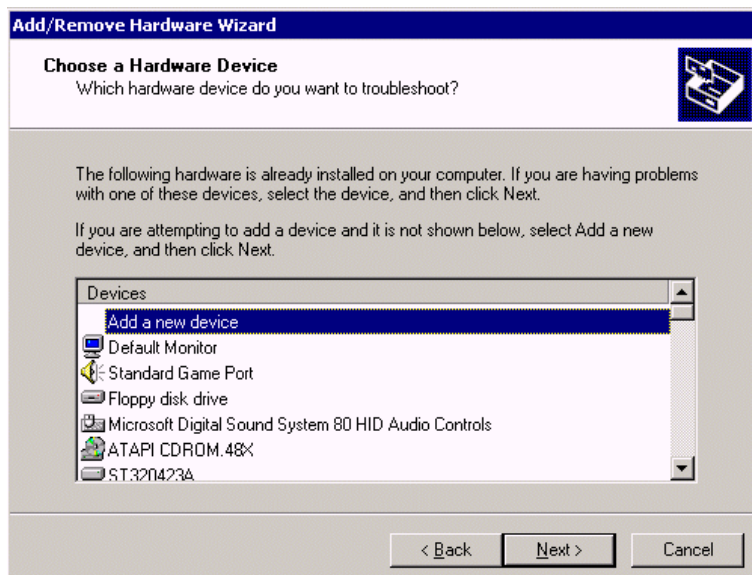 Add/Remove Hardware Wizard
Choose a Hardware Device
Which hardware device do you want to troubleshoot?
The following hardware is already installed on your computer. If you are having problems
with one of these devices, select the device, and then click Next.
If you are attempting to add a device and it is not shown below, select Add a new
device, and then click Next.
Devices
Add a new device
Default Monitor
Standard Game Port
Floppy disk drive
Microsoft Digital Sound System 80 HID Audio Controls
ATAPI CDROM.48X
ST320423A
< Back
Next >
Cancel